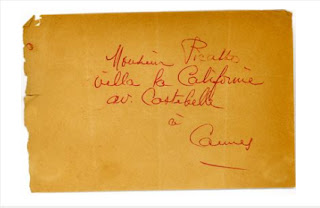 Monsieur Picasso
villa la Californie
av. Costebelle
à
Cannes